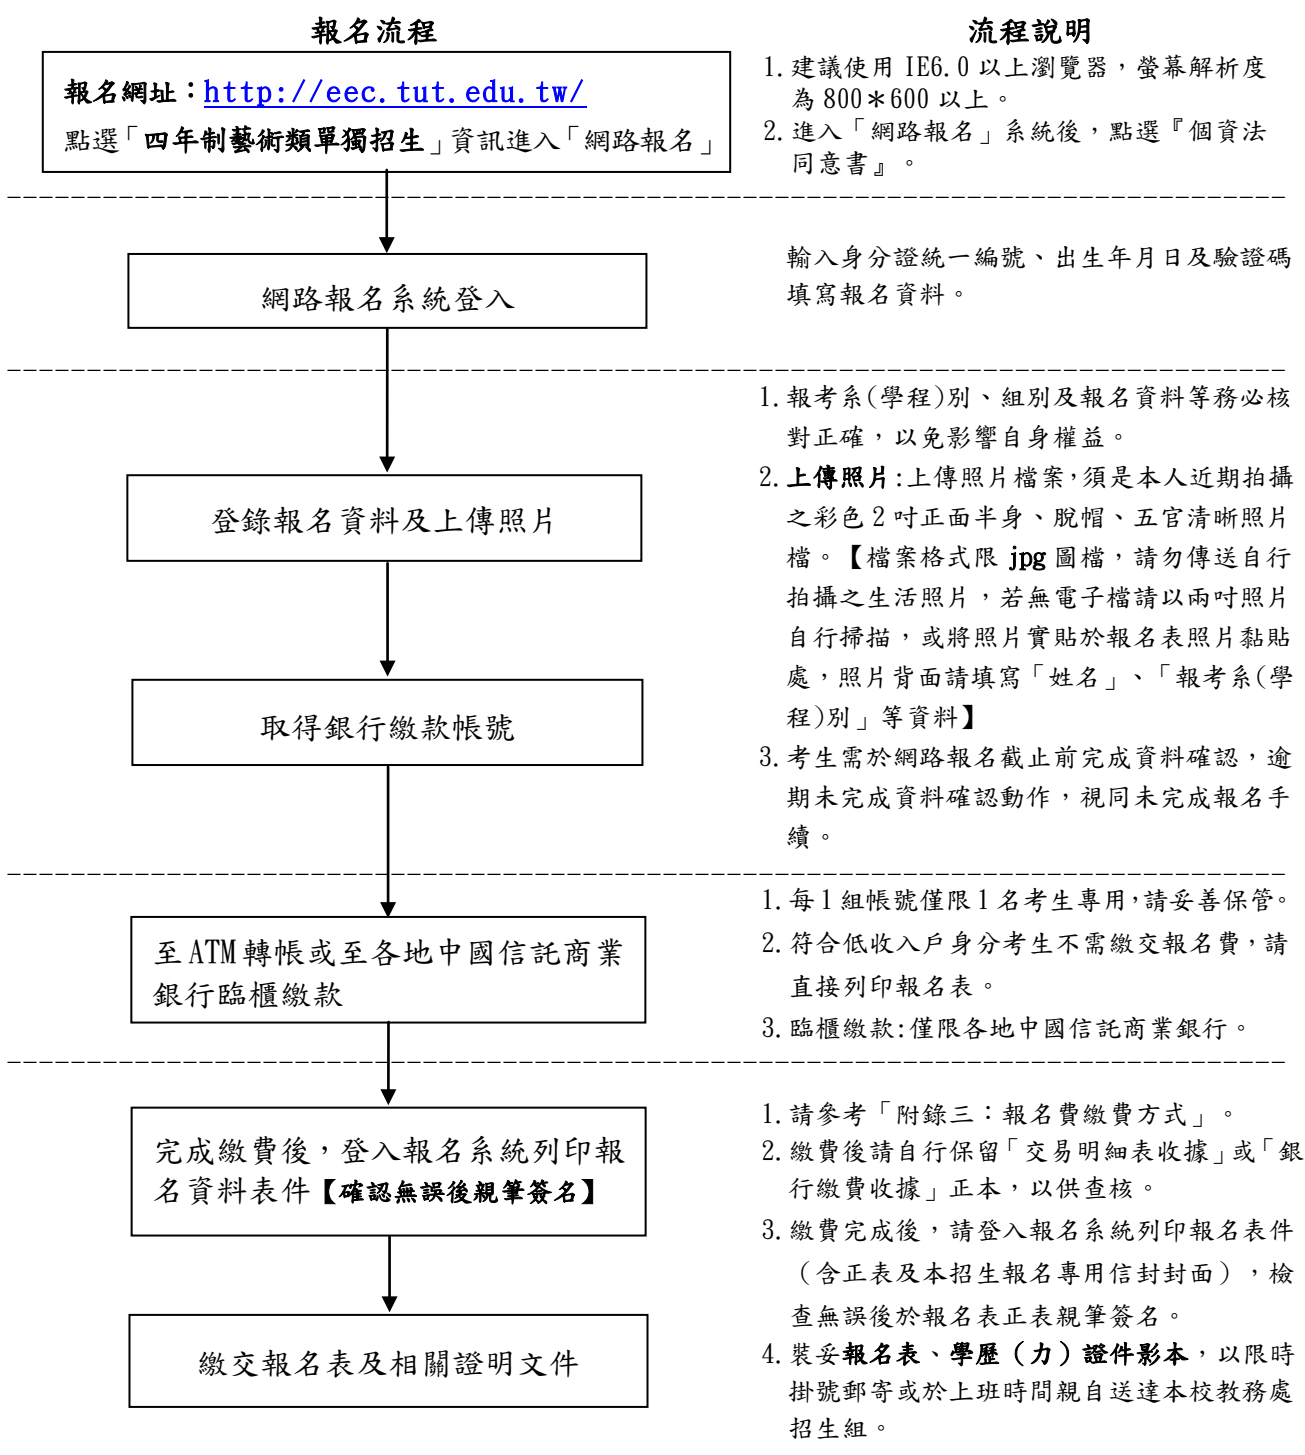 報名流程
流程說明
報名網址：http://eec.tut.edu.tw/
點選「四年制藝術類單獨招生」資訊進入「網路報名」
1.建議使用 IE6.0 以上瀏覽器，螢幕解析度
為 800＊600 以上。
2.進入「網路報名」系統後，點選『個資法
同意書』。
網路報名系統登入
輸入身分證統一編號、出生年月日及驗證碼
填寫報名資料。
登錄報名資料及上傳照片
取得銀行繳款帳號
1.報考系(學程)別、組別及報名資料等務必核
對正確，以免影響自身權益。
2.上傳照片:上傳照片檔案，須是本人近期拍攝
之彩色 2 吋正面半身、脫帽、五官清晰照片
檔。【檔案格式限 jpg 圖檔，請勿傳送自行
拍攝之生活照片，若無電子檔請以兩吋照片
自行掃描，或將照片實貼於報名表照片黏貼
處，照片背面請填寫「姓名」、「報考系(學
程)別」等資料】
3.考生需於網路報名截止前完成資料確認，逾
期未完成資料確認動作，視同未完成報名手
續。
至 ATM 轉帳或至各地中國信託商業
銀行臨櫃繳款
1.每 1 組帳號僅限 1 名考生專用，請妥善保管。
2.符合低收入戶身分考生不需繳交報名費，請
直接列印報名表。
3.臨櫃繳款:僅限各地中國信託商業銀行。
完成繳費後，登入報名系統列印報
名資料表件【確認無誤後親筆簽名】
繳交報名表及相關證明文件
1.請參考「附錄三：報名費繳費方式」。
2.繳費後請自行保留「交易明細表收據」或「銀
行繳費收據」正本，以供查核。
3.繳費完成後，請登入報名系統列印報名表件
（含正表及本招生報名專用信封封面），檢
查無誤後於報名表正表親筆簽名。
4.裝妥報名表、學歷（力）證件影本，以限時
掛號郵寄或於上班時間親自送達本校教務處
招生組。